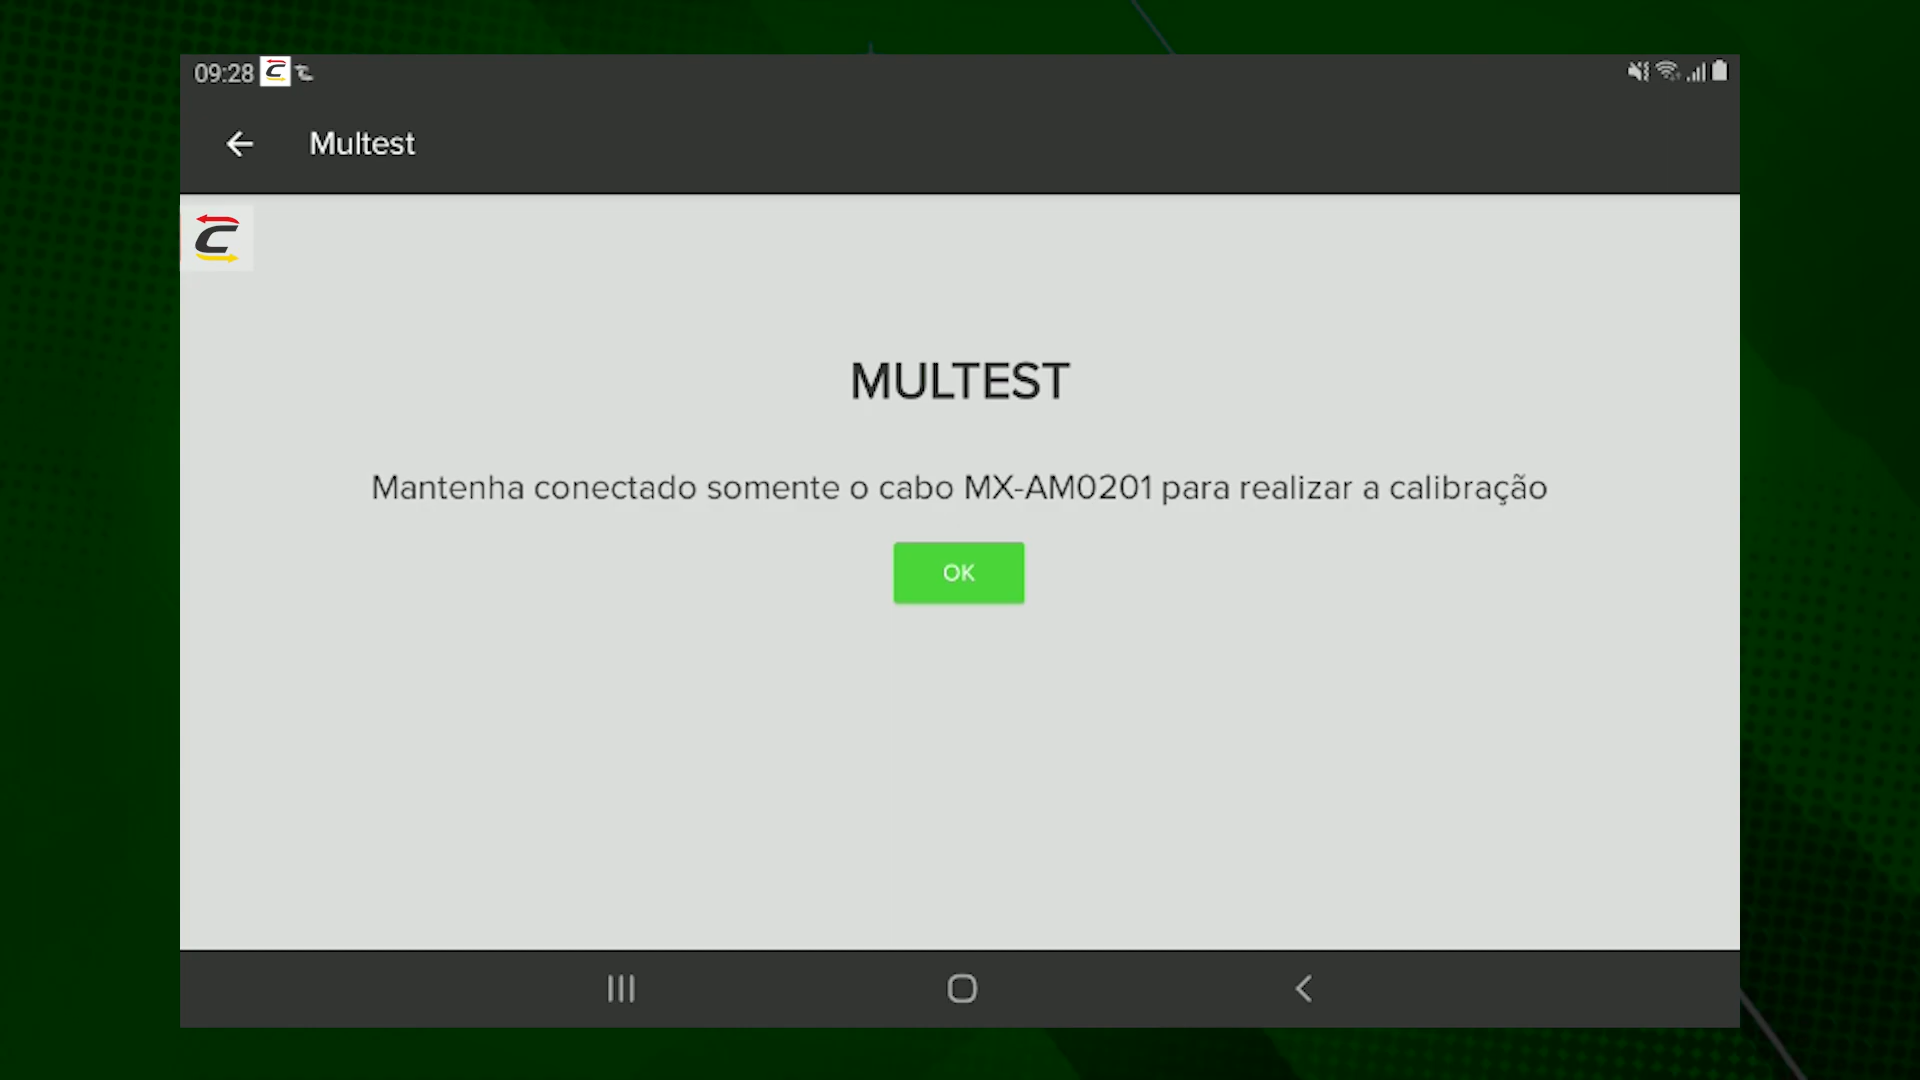 09:28
Multest
MULTEST
Mantenha conectado somente o cabo MX-AM0201 para realizar a calibração
OK